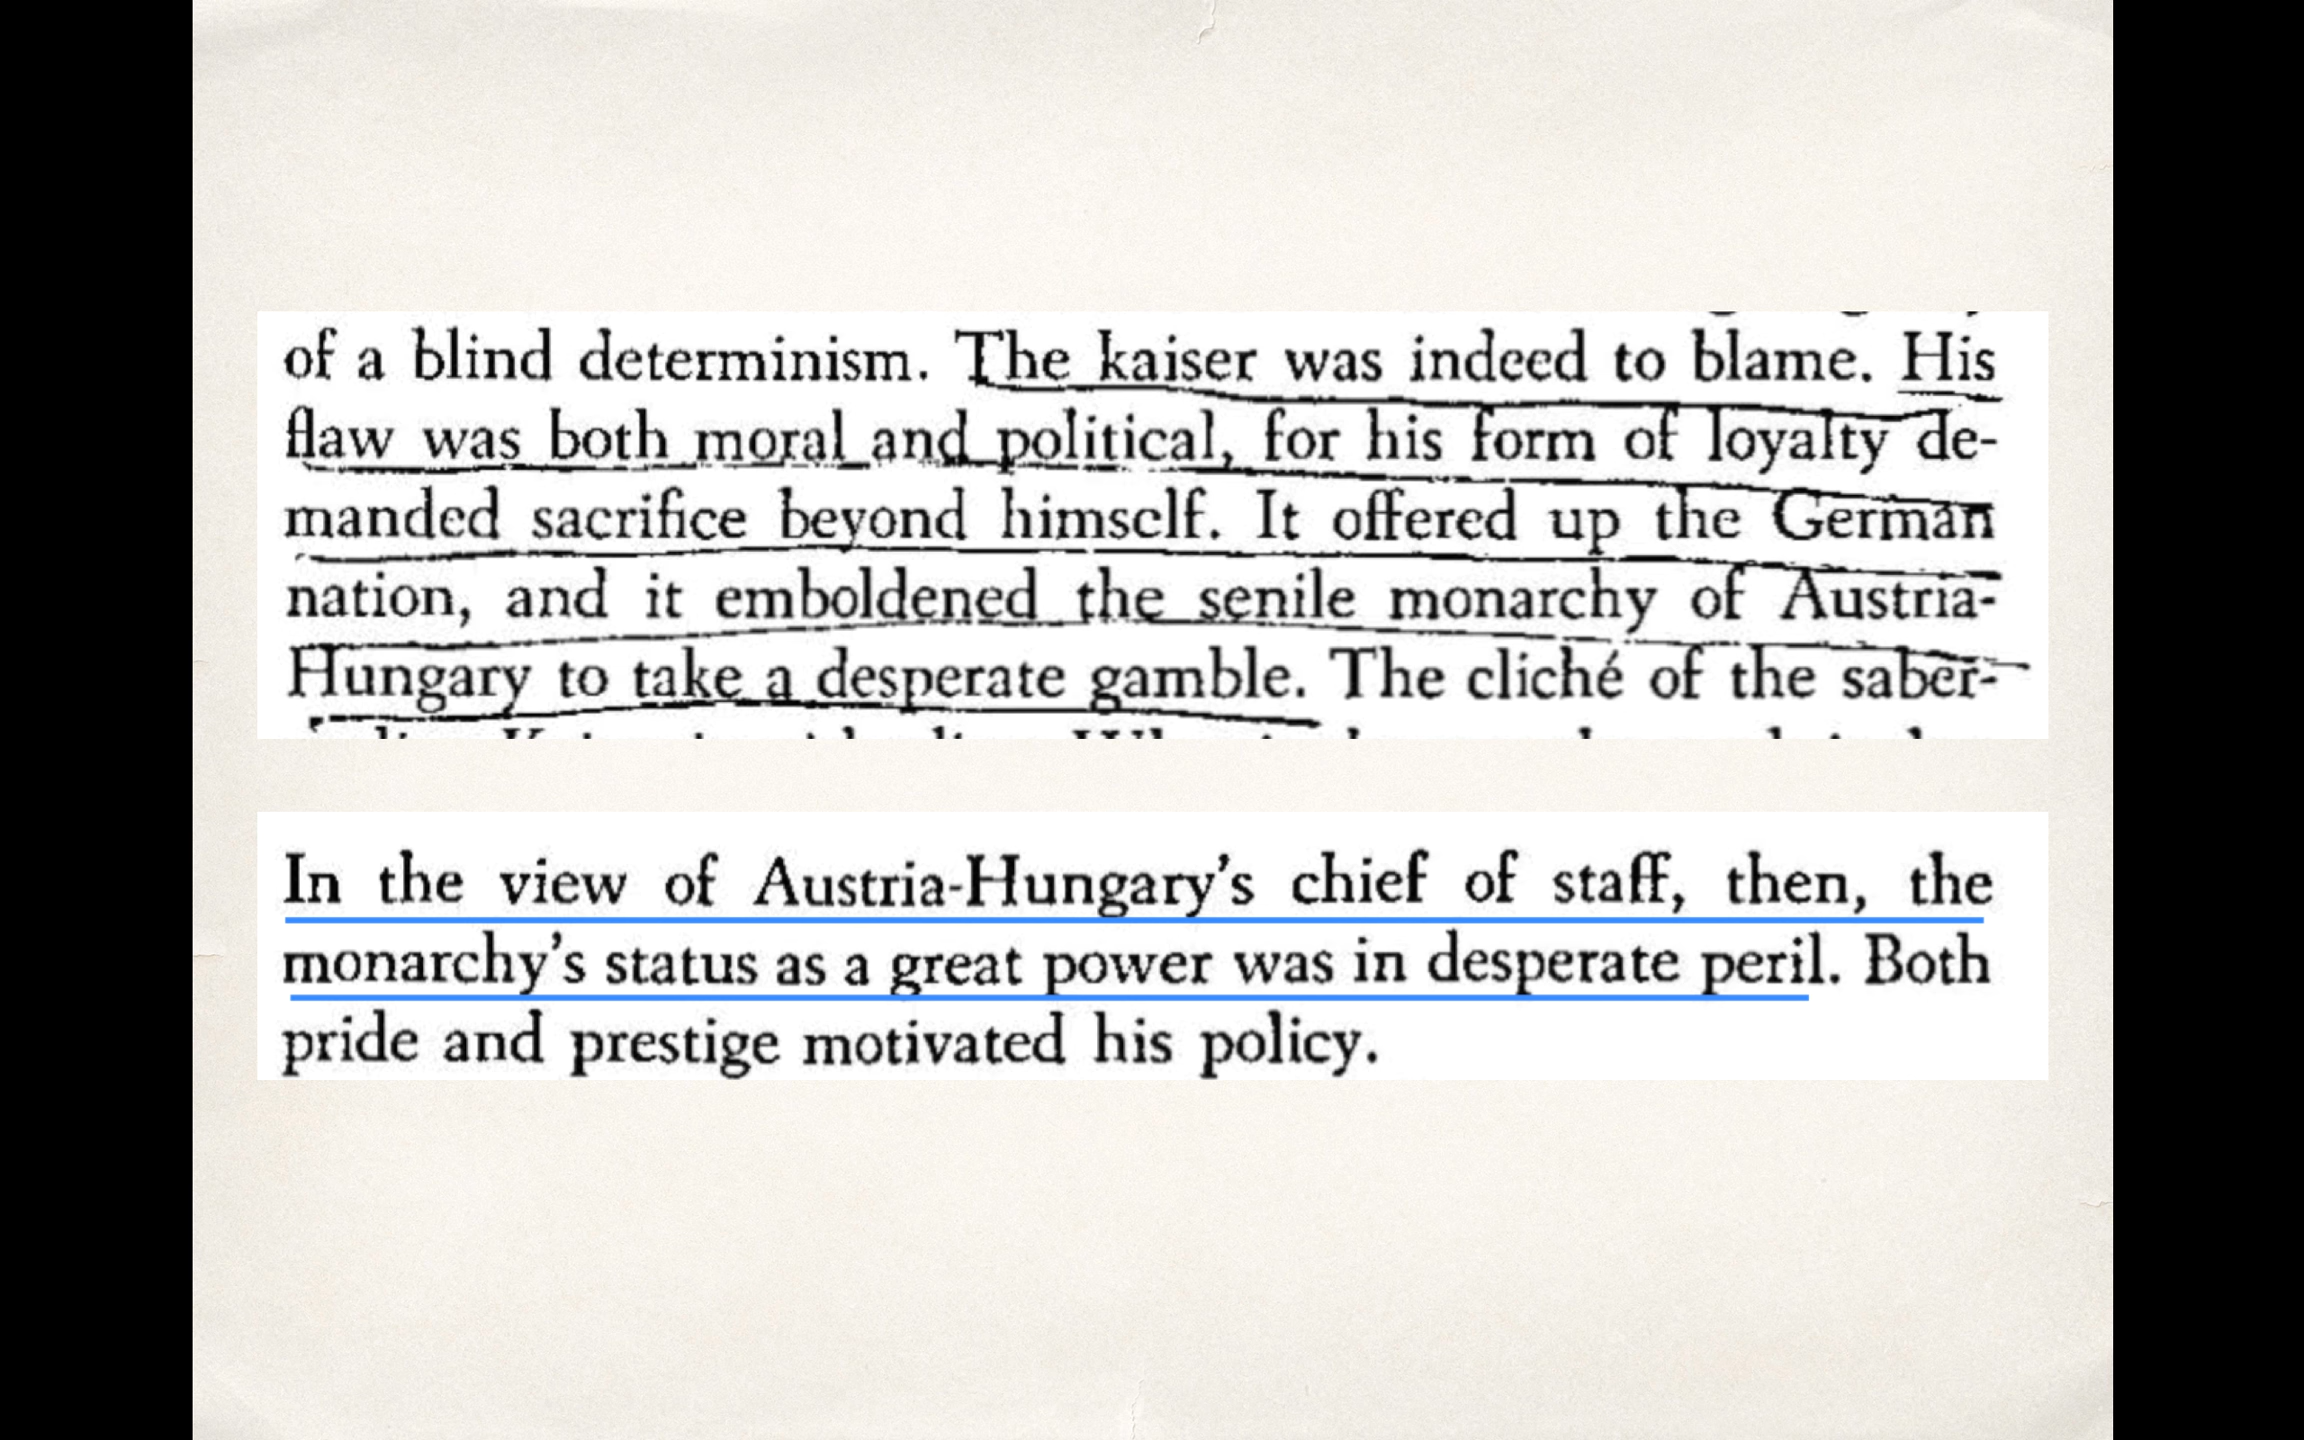 of a blind determinism. The kaiser was indeed to blame. His
flaw was both moral and political, for his form of loyalty de-
manded sacrifice beyond himself. It offered up the German
nation, and it emboldened the senile monarchy of Austria-
Hungary to take a desperate gamble. The cliché of the saber-
In the view of Austria-Hungary's chief of staff, then, the
monarchy's status as a great power was in desperate peril. Both
pride and prestige motivated his policy.